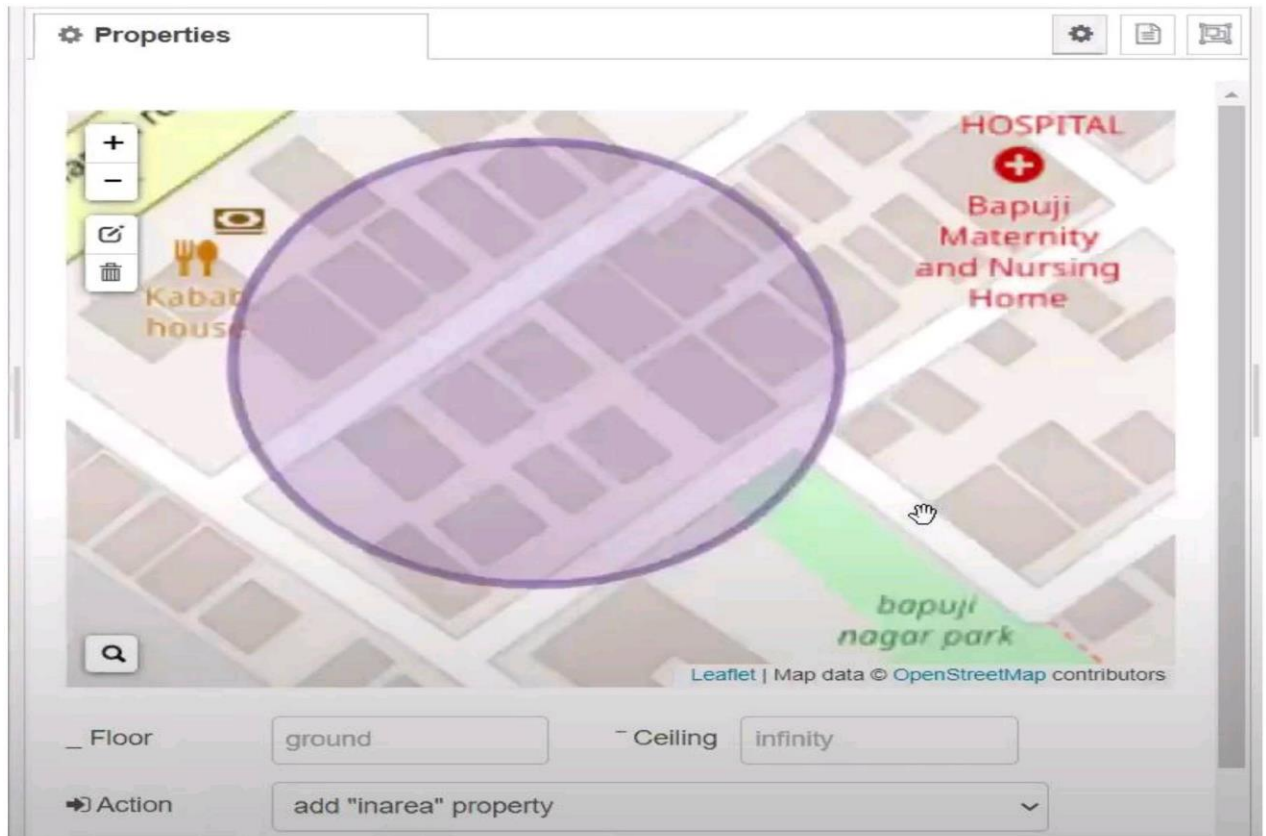 Properties
HOSPITAL
Bapuji
Maternity
and Nursing
Home
Kabab
house
bapuji
nagar park
Leaflet | Map data © OpenStreetMap contributors
_ Floor
ground
‾ Ceiling
infinity
Action
add "inarea" property